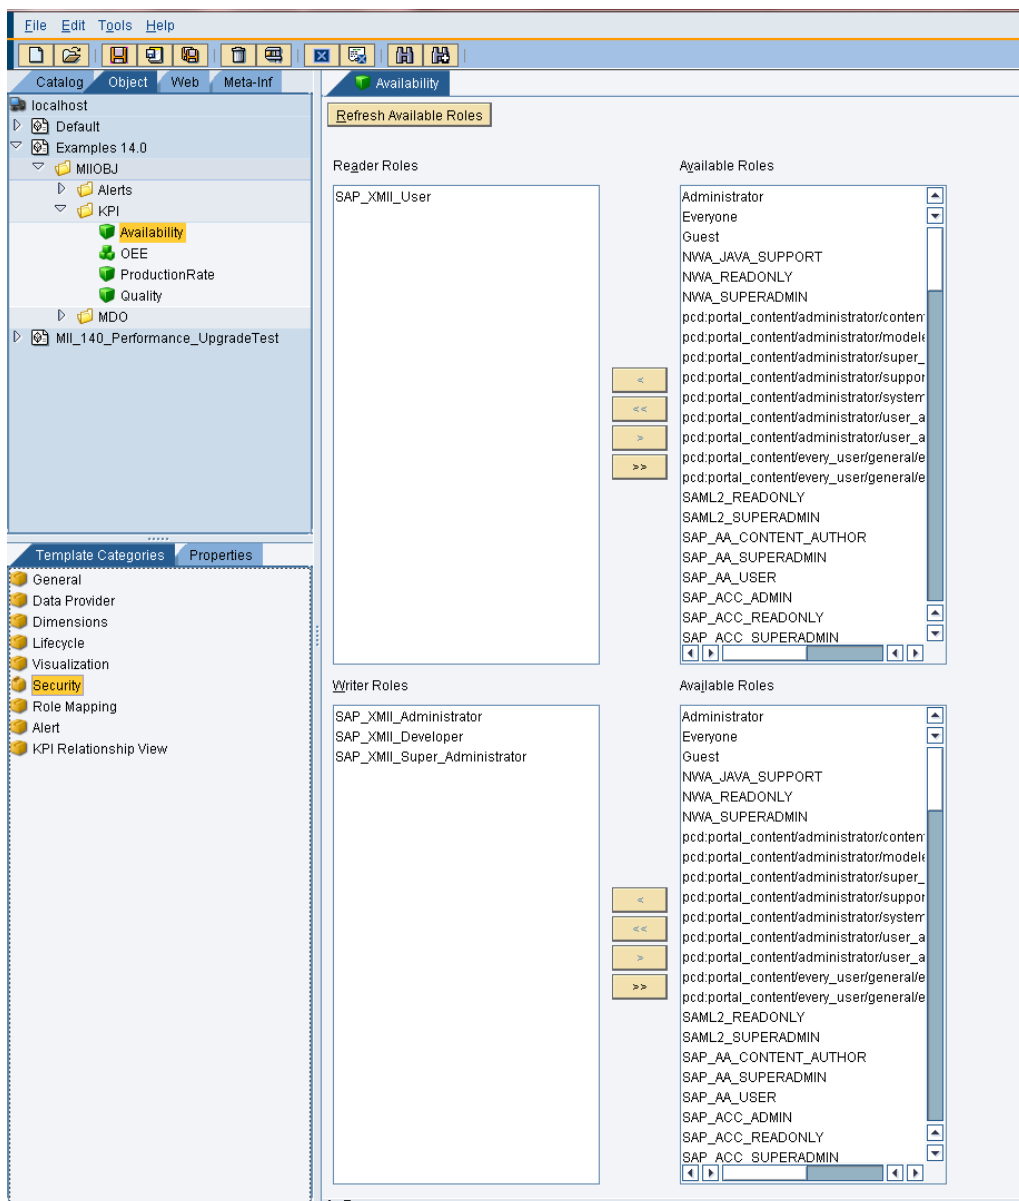 File Edit Tools Help
Catalog Object Web Meta-Inf
localhost
Default
Examples 14.0
MIIOBJ
Alerts
KPI
Availability
OEE
ProductionRate
Quality
MDO
MII_140_Performance_UpgradeTest
Template Categories Properties
General
Data Provider
Dimensions
Lifecycle
Visualization
Security
Role Mapping
Alert
KPI Relationship View
Availability
Refresh Available Roles
Reader Roles
SAP_XMII_User
<
<<
>
>>
Available Roles
Administrator
Everyone
Guest
NWA_JAVA_SUPPORT
NWA_READONLY
NWA_SUPERADMIN
pcd:portal_content/administrator/conten
pcd:portal_content/administrator/modele
pcd:portal_content/administrator/super_
pcd:portal_content/administrator/suppor
pcd:portal_content/administrator/system
pcd:portal_content/administrator/user_a
pcd:portal_content/administrator/user_a
pcd:portal_content/every_user/general/e
pcd:portal_content/every_user/general/e
SAML2_READONLY
SAML2_SUPERADMIN
SAP_AA_CONTENT_AUTHOR
SAP_AA_SUPERADMIN
SAP_AA_USER
SAP_ACC_ADMIN
SAP_ACC_READONLY
SAP_ACC_SUPERADMIN
Writer Roles
SAP_XMII_Administrator
SAP_XMII_Developer
SAP_XMII_Super_Administrator
<
<<
>
>>
Available Roles
Administrator
Everyone
Guest
NWA_JAVA_SUPPORT
NWA_READONLY
NWA_SUPERADMIN
pcd:portal_content/administrator/conten
pcd:portal_content/administrator/modele
pcd:portal_content/administrator/super_
pcd:portal_content/administrator/suppor
pcd:portal_content/administrator/system
pcd:portal_content/administrator/user_a
pcd:portal_content/administrator/user_a
pcd:portal_content/every_user/general/e
pcd:portal_content/every_user/general/e
SAML2_READONLY
SAML2_SUPERADMIN
SAP_AA_CONTENT_AUTHOR
SAP_AA_SUPERADMIN
SAP_AA_USER
SAP_ACC_ADMIN
SAP_ACC_READONLY
SAP_ACC_SUPERADMIN